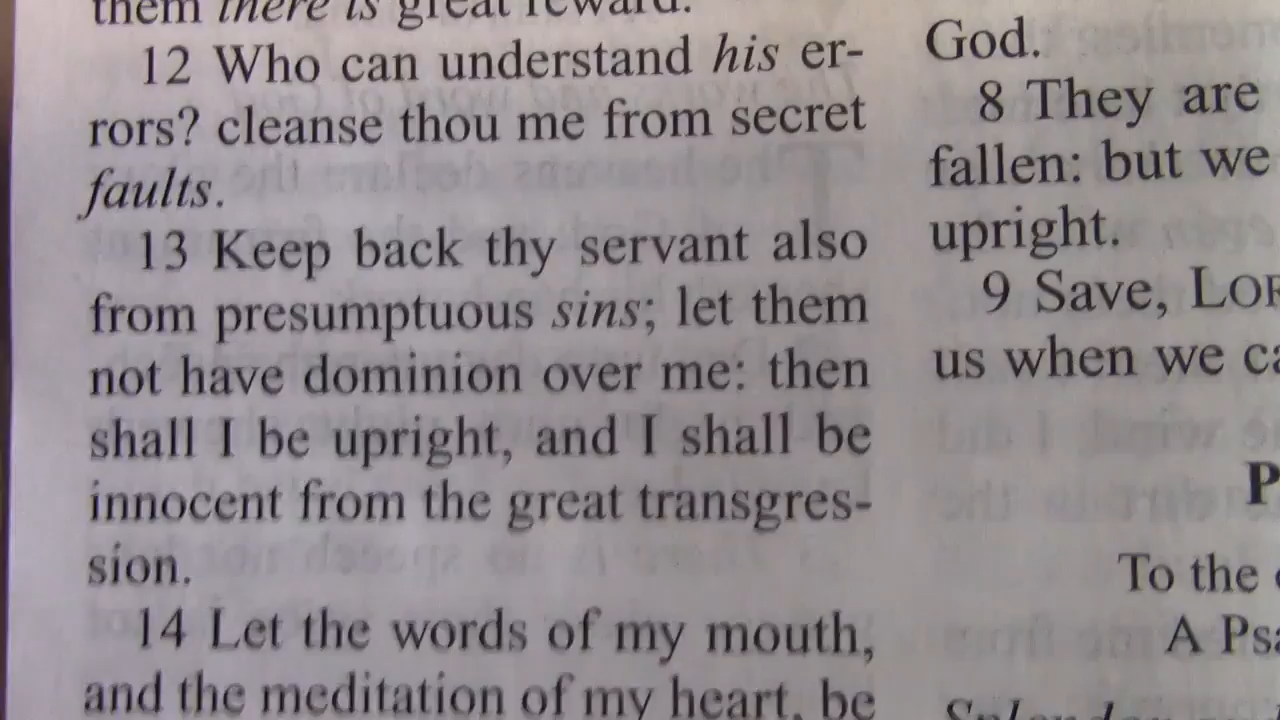 them there is great reward.
12 Who can understand his er-
rors? cleanse thou me from secret
faults.
13 Keep back thy servant also
from presumptuous sins; let them
not have dominion over me: then
shall I be upright, and I shall be
innocent from the great transgres-
sion.
14 Let the words of my mouth,
and the meditation of my heart, be
God.
8 They are
fallen: but we
upright.
9 Save, LOR
us when we ca
P
To the
A Psa